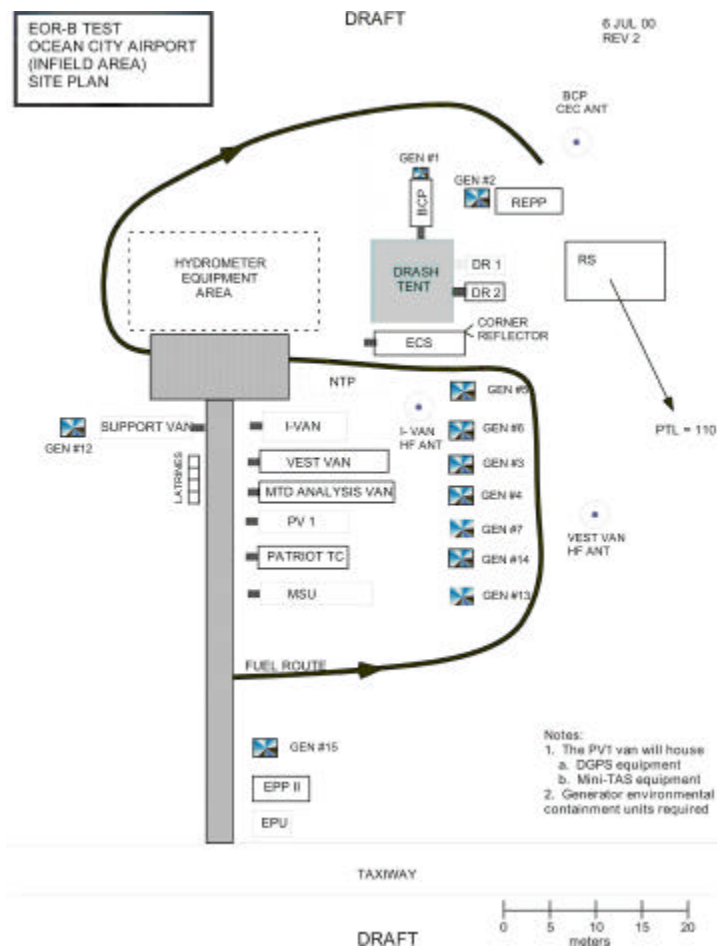 DRAFT
EOR-B TEST
OCEAN CITY AIRPORT
(INFIELD AREA)
SITE PLAN
6 JUL 00
REV 2
BCP
CEC ANT
GEN #1
GEN #2
BCP
REPP
HYDROMETER
EQUIPMENT
AREA
DRASH
TENT
DR 1
DR 2
RS
ECS
CORNER
REFLECTOR
NTP
GEN #5
PTL = 110
SUPPORT VAN
GEN #12
I-VAN
I- VAN
HF ANT
GEN #6
LATRINES
VEST VAN
GEN #3
MTD ANALYSIS VAN
GEN #4
PV 1
GEN #7
VEST VAN
HF ANT
PATRIOT TC
GEN #14
MSU
GEN #13
FUEL ROUTE
GEN #15
EPP II
EPU
Notes:
1. The PV1 van will house
a. DGPS equipment
b. Mini-TAS equipment
2. Generator environmental
containment units required
TAXIWAY
0 5 10 15 20
meters
DRAFT